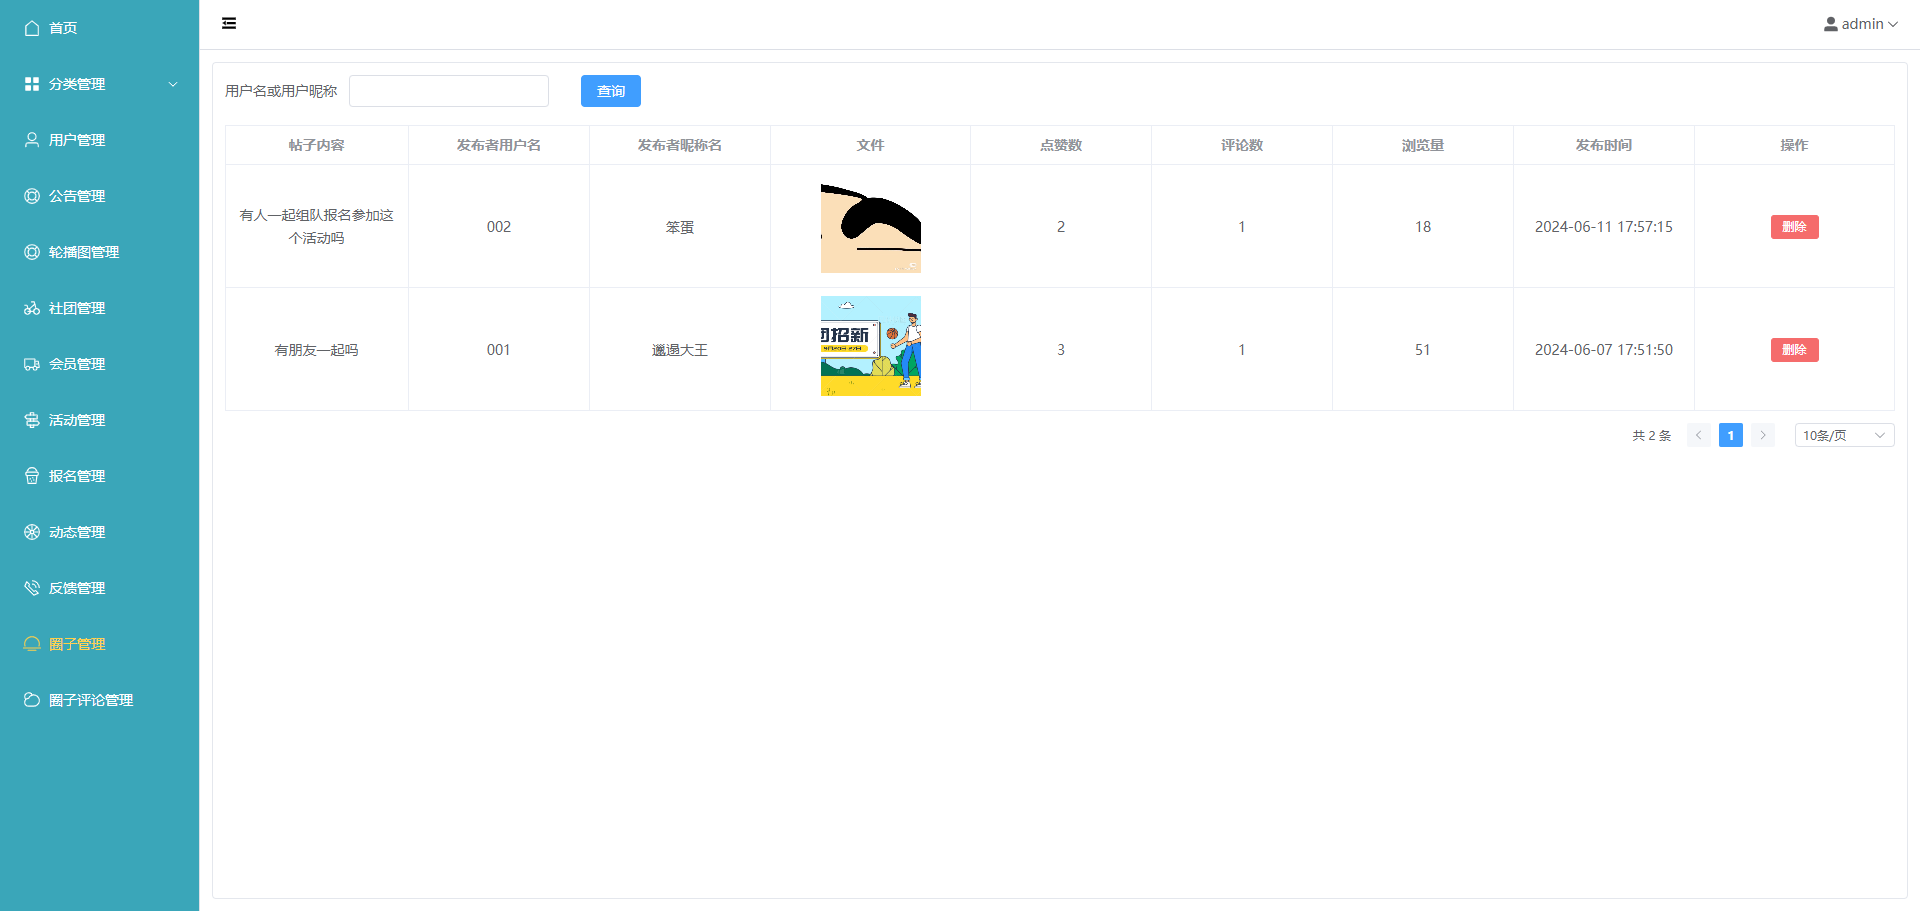 首页
分类管理
用户管理
公告管理
轮播图管理
社团管理
会员管理
活动管理
报名管理
动态管理
反馈管理
圈子管理
圈子评论管理
admin
用户名或用户昵称
查询
帖子内容 发布者用户名 发布者昵称名 文件 点赞数 评论数 浏览量 发布时间 操作
有人一起组队报名参加这
个活动吗
002 笨蛋 2 1 18 2024-06-11 17:57:15 删除
团招新
有朋友一起吗 001 邋遢大王 3 1 51 2024-06-07 17:51:50 删除
共 2 条 1 10条/页